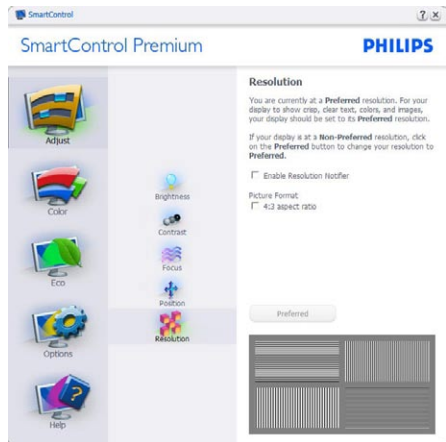 SmartControl
SmartControl Premium
PHILIPS
Adjust
Color
Eco
Options
Help
Brightness
Contrast
Focus
Position
Resolution
Resolution
You are currently at a Preferred resolution. For your
display to show crisp, clear text, colors, and images,
your display should be set to its Preferred resolution.
If your display is at a Non-Preferred resolution, click
on the Preferred button to change your resolution to
Preferred.
Enable Resolution Notifier
Picture Format
4:3 aspect ratio
Preferred